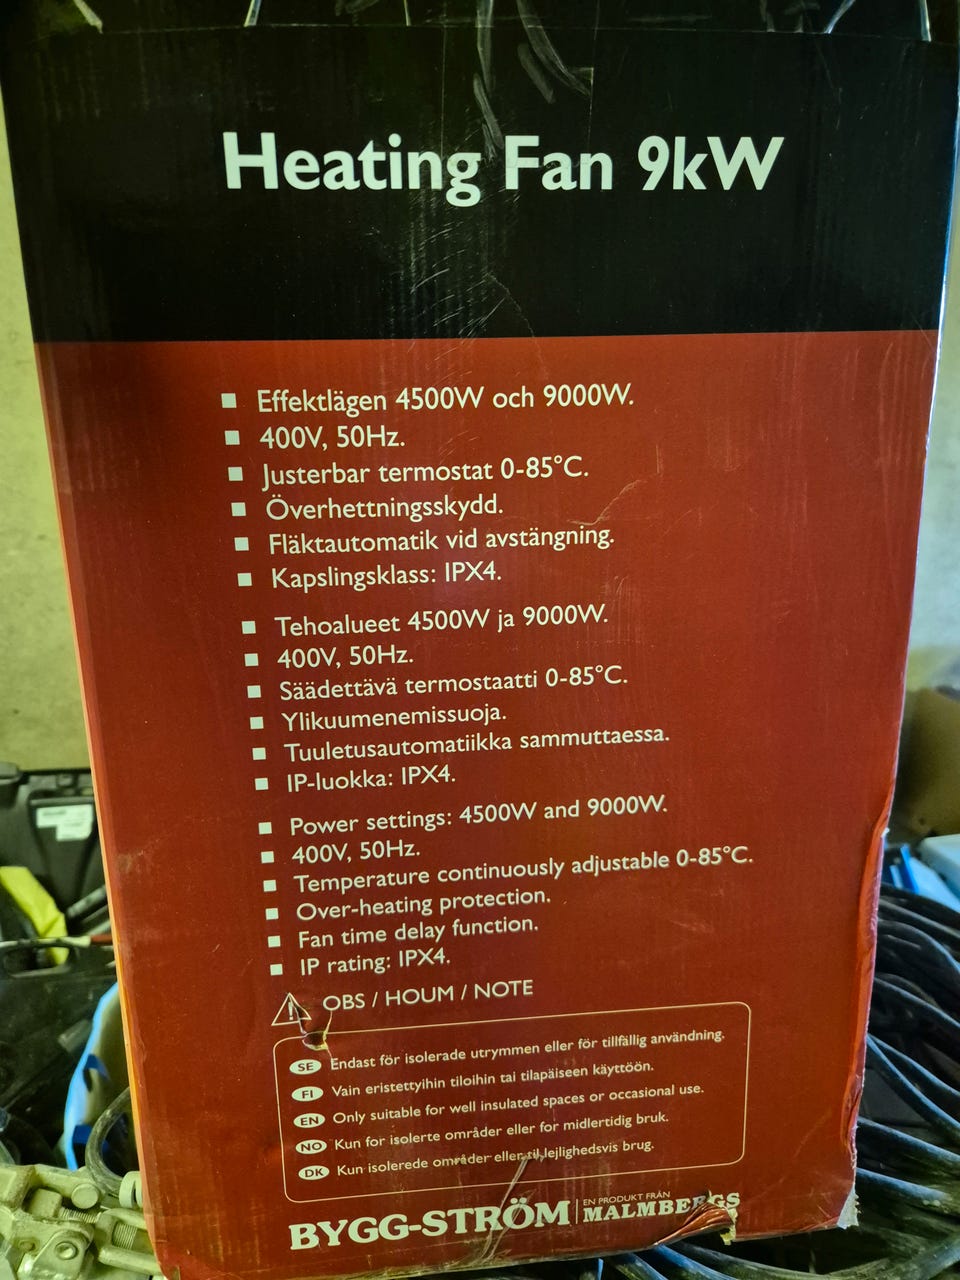 Heating Fan 9kW
Effektlägen 4500W och 9000W.
400V, 50Hz.
Justerbar termostat 0-85°C.
Överhettningsskydd.
Fläktautomatik vid avstängning.
Kapslingsklass: IPX4.
Tehoalueet 4500W ja 9000W.
400V, 50Hz.
Säädettävä termostaatti 0-85°C.
Ylikuumenemissuoja.
Tuuletusautomatiikka sammuttaessa.
IP-luokka: IPX4.
Power settings: 4500W and 9000W.
400V, 50Hz.
Temperature continuously adjustable 0-85°C.
Over-heating protection.
Fan time delay function.
IP rating: IPX4.
OBS / HOUM / NOTE
SE Endast för isolerade utrymmen eller för tillfällig användning.
FI Vain eristettyihin tiloihin tai tilapäiseen käyttöön.
EN Only suitable for well insulated spaces or occasional use.
NO Kun for isolerte områder eller for midlertidig bruk.
DK Kun isolerede områder eller til lejlighedsvis brug.
BYGG-STRÖM EN PRODUKT FRÅN
MALMBERGS